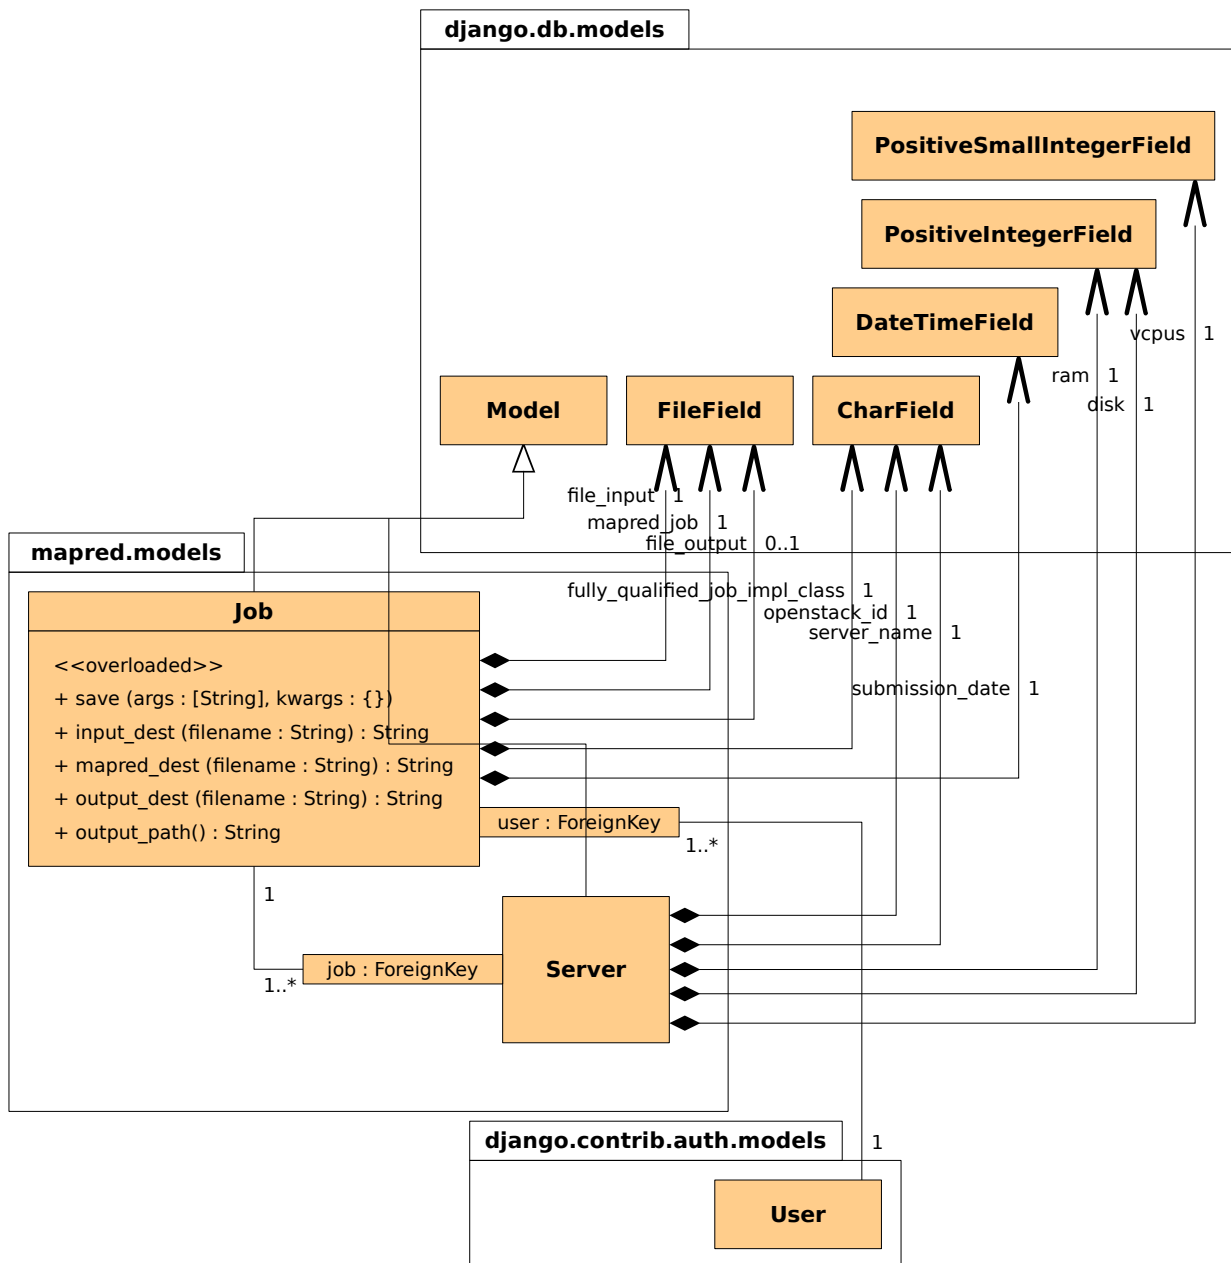 django.db.models
PositiveSmallIntegerField
PositiveIntegerField
DateTimeField
vcpus 1
ram 1
disk 1
Model
FileField
CharField
file_input 1
mapred_job 1
file_output 0..1
mapred.models
fully_qualified_job_impl_class 1
openstack_id 1
server_name 1
submission_date 1
Job
<<overloaded>>
+ save (args : [String], kwargs : {})
+ input_dest (filename : String) : String
+ mapred_dest (filename : String) : String
+ output_dest (filename : String) : String
+ output_path() : String
user : ForeignKey
1..*
1
job : ForeignKey
1..*
Server
django.contrib.auth.models
1
User